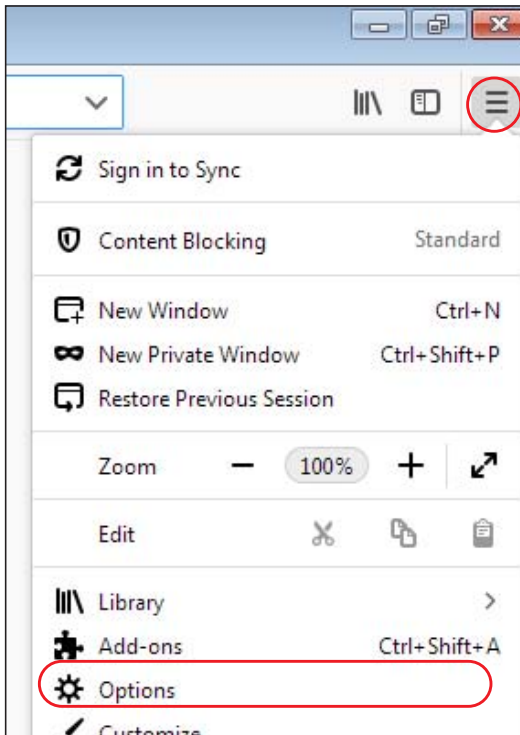 Sign in to Sync
Content Blocking Standard
New Window Ctrl+N
New Private Window Ctrl+Shift+P
Restore Previous Session
Zoom 100%
Edit
Library
Add-ons Ctrl+Shift+A
Options
Customize